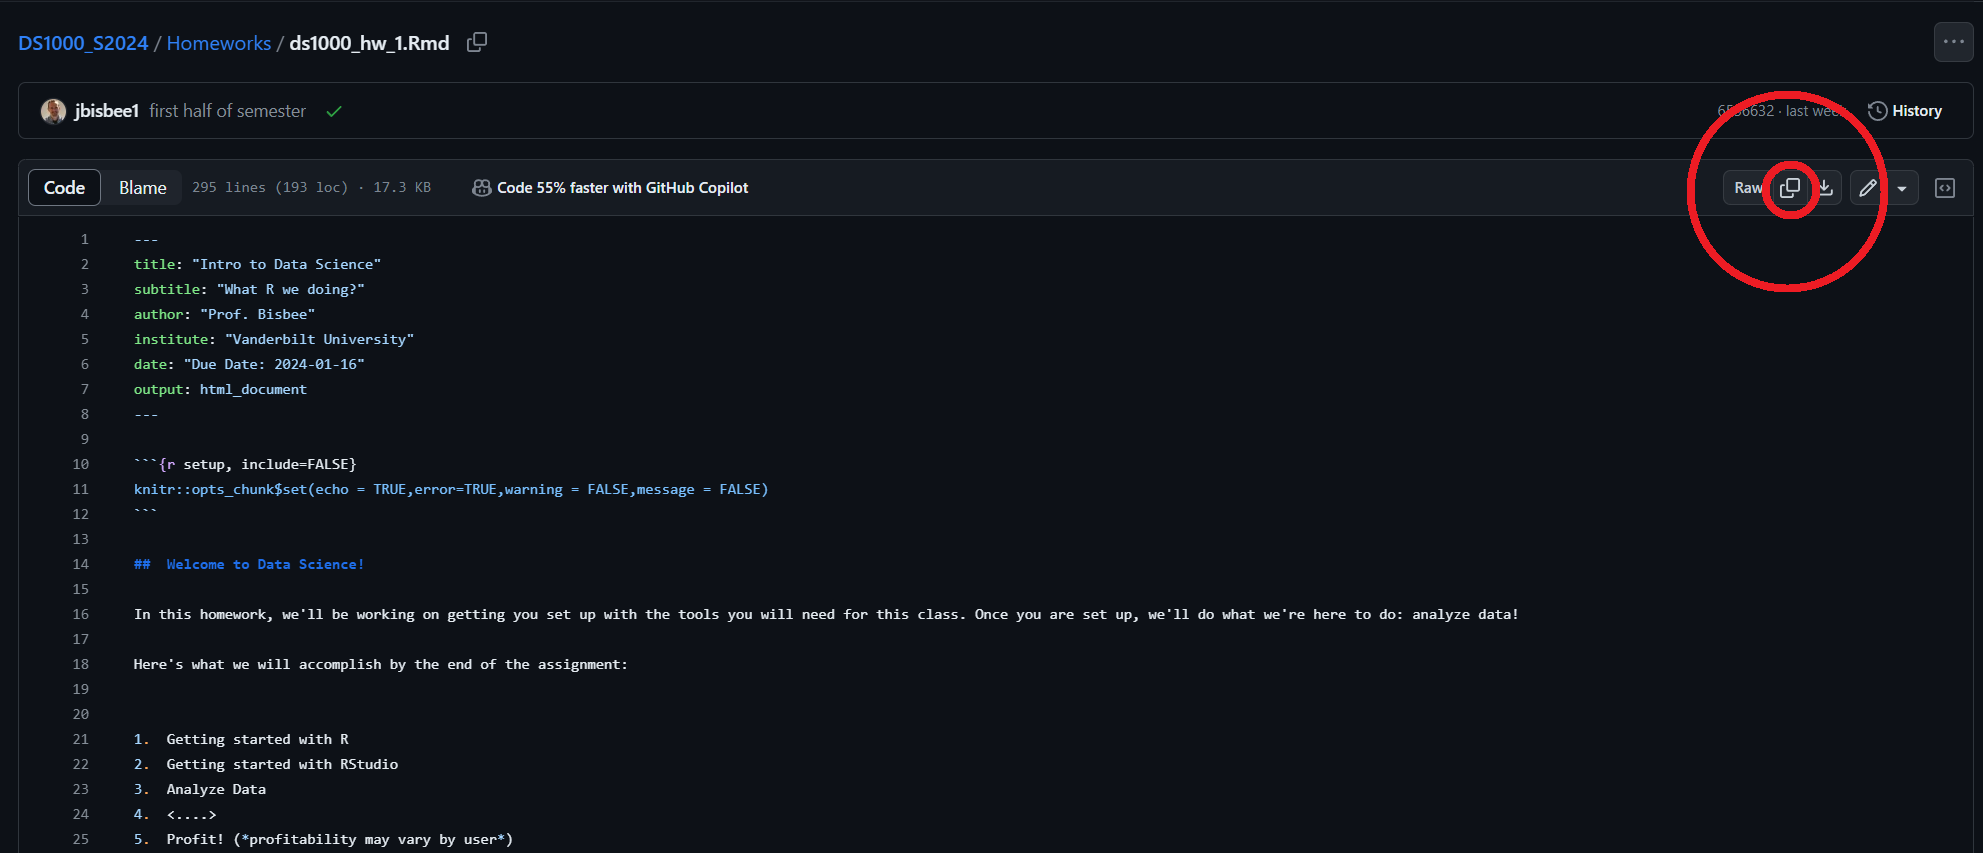 DS1000_S2024 / Homeworks / ds1000_hw_1.Rmd
jbisbee1 first half of semester
last week
History
Code Blame 295 lines (193 loc) · 17.3 KB Code 55% faster with GitHub Copilot
Raw
1 ---
2 title: "Intro to Data Science"
3 subtitle: "What R we doing?"
4 author: "Prof. Bisbee"
5 institute: "Vanderbilt University"
6 date: "Due Date: 2024-01-16"
7 output: html_document
8 ---
9
10 ```{r setup, include=FALSE}
11 knitr::opts_chunk$set(echo = TRUE,error=TRUE,warning = FALSE,message = FALSE)
12 ```
13
14 ## Welcome to Data Science!
15
16 In this homework, we'll be working on getting you set up with the tools you will need for this class. Once you are set up, we'll do what we're here to do: analyze data!
17
18 Here's what we will accomplish by the end of the assignment:
19
20
21 1. Getting started with R
22 2. Getting started with RStudio
23 3. Analyze Data
24 4. <....>
25 5. Profit! (*profitability may vary by user*)